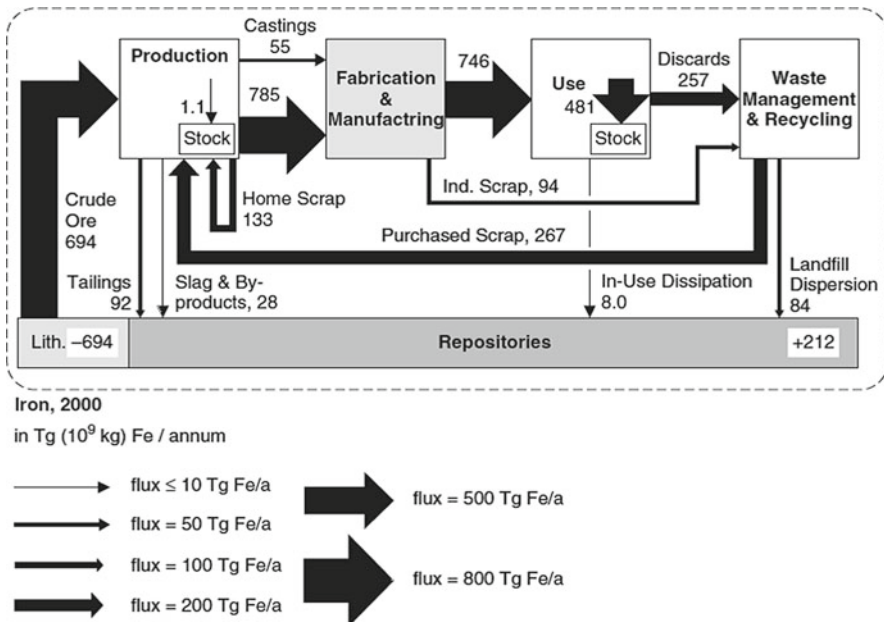 Castings
55
Production
1.1
Stock
785
Fabrication
&
Manufactring
746
Use
481
Stock
Discards
257
Waste
Management
& Recycling
Crude
Ore
694
Home Scrap
133
Ind. Scrap, 94
Purchased Scrap, 267
Tailings
92
Slag & By-
products, 28
In-Use Dissipation
8.0
Landfill
Dispersion
84
Lith. –694
Repositories
+212
Iron, 2000
in Tg (10⁹ kg) Fe / annum
flux ≤ 10 Tg Fe/a
flux = 50 Tg Fe/a
flux = 100 Tg Fe/a
flux = 200 Tg Fe/a
flux = 500 Tg Fe/a
flux = 800 Tg Fe/a